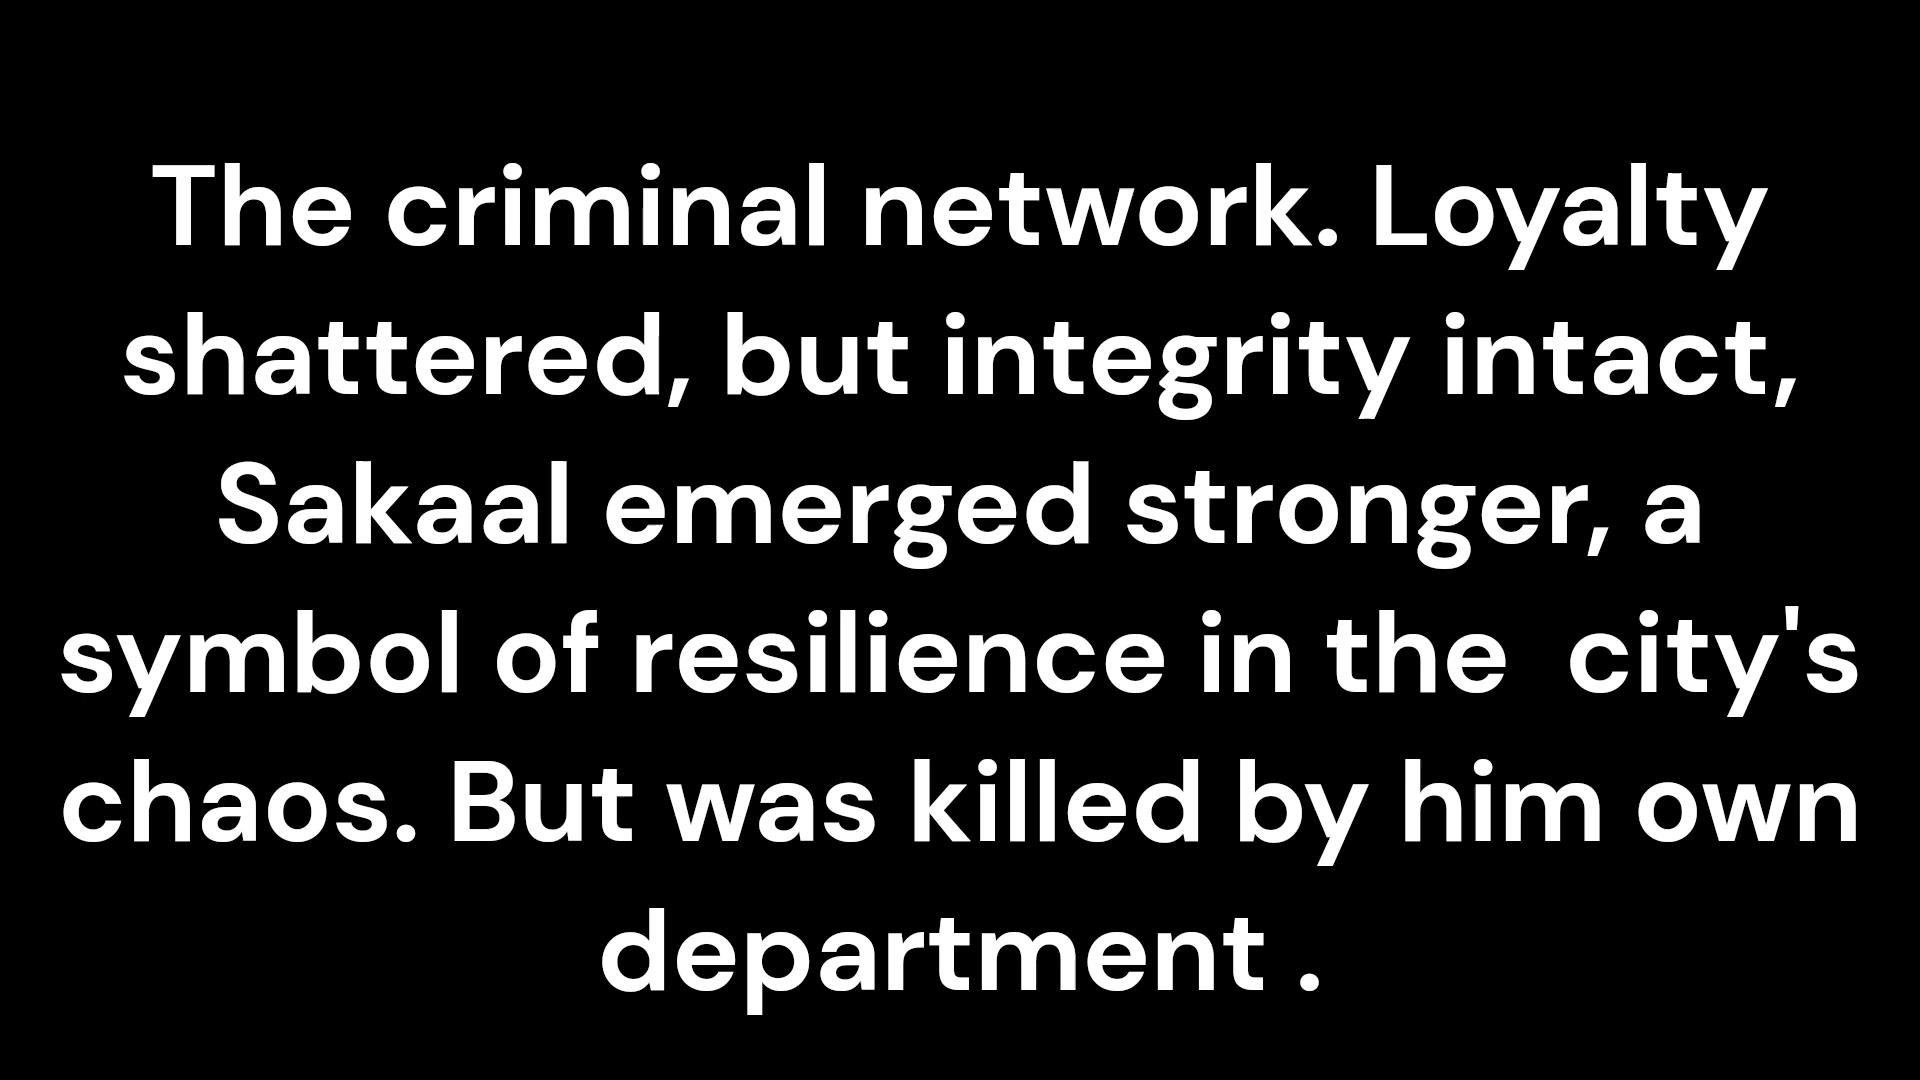 The criminal network. Loyalty
shattered, but integrity intact,
Sakaal emerged stronger, a
symbol of resilience in the  city's
chaos. But was killed by him own
department .